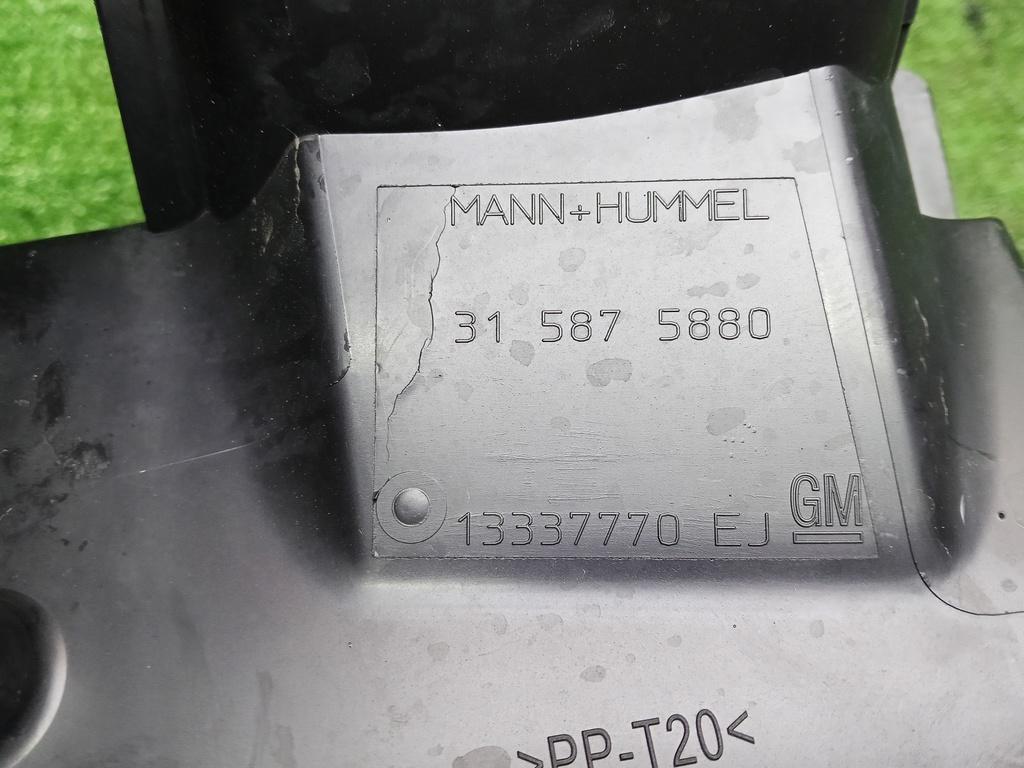 MANN+HUMMEL
31 587 5880
13337770 EJ GM
>PP-T20<